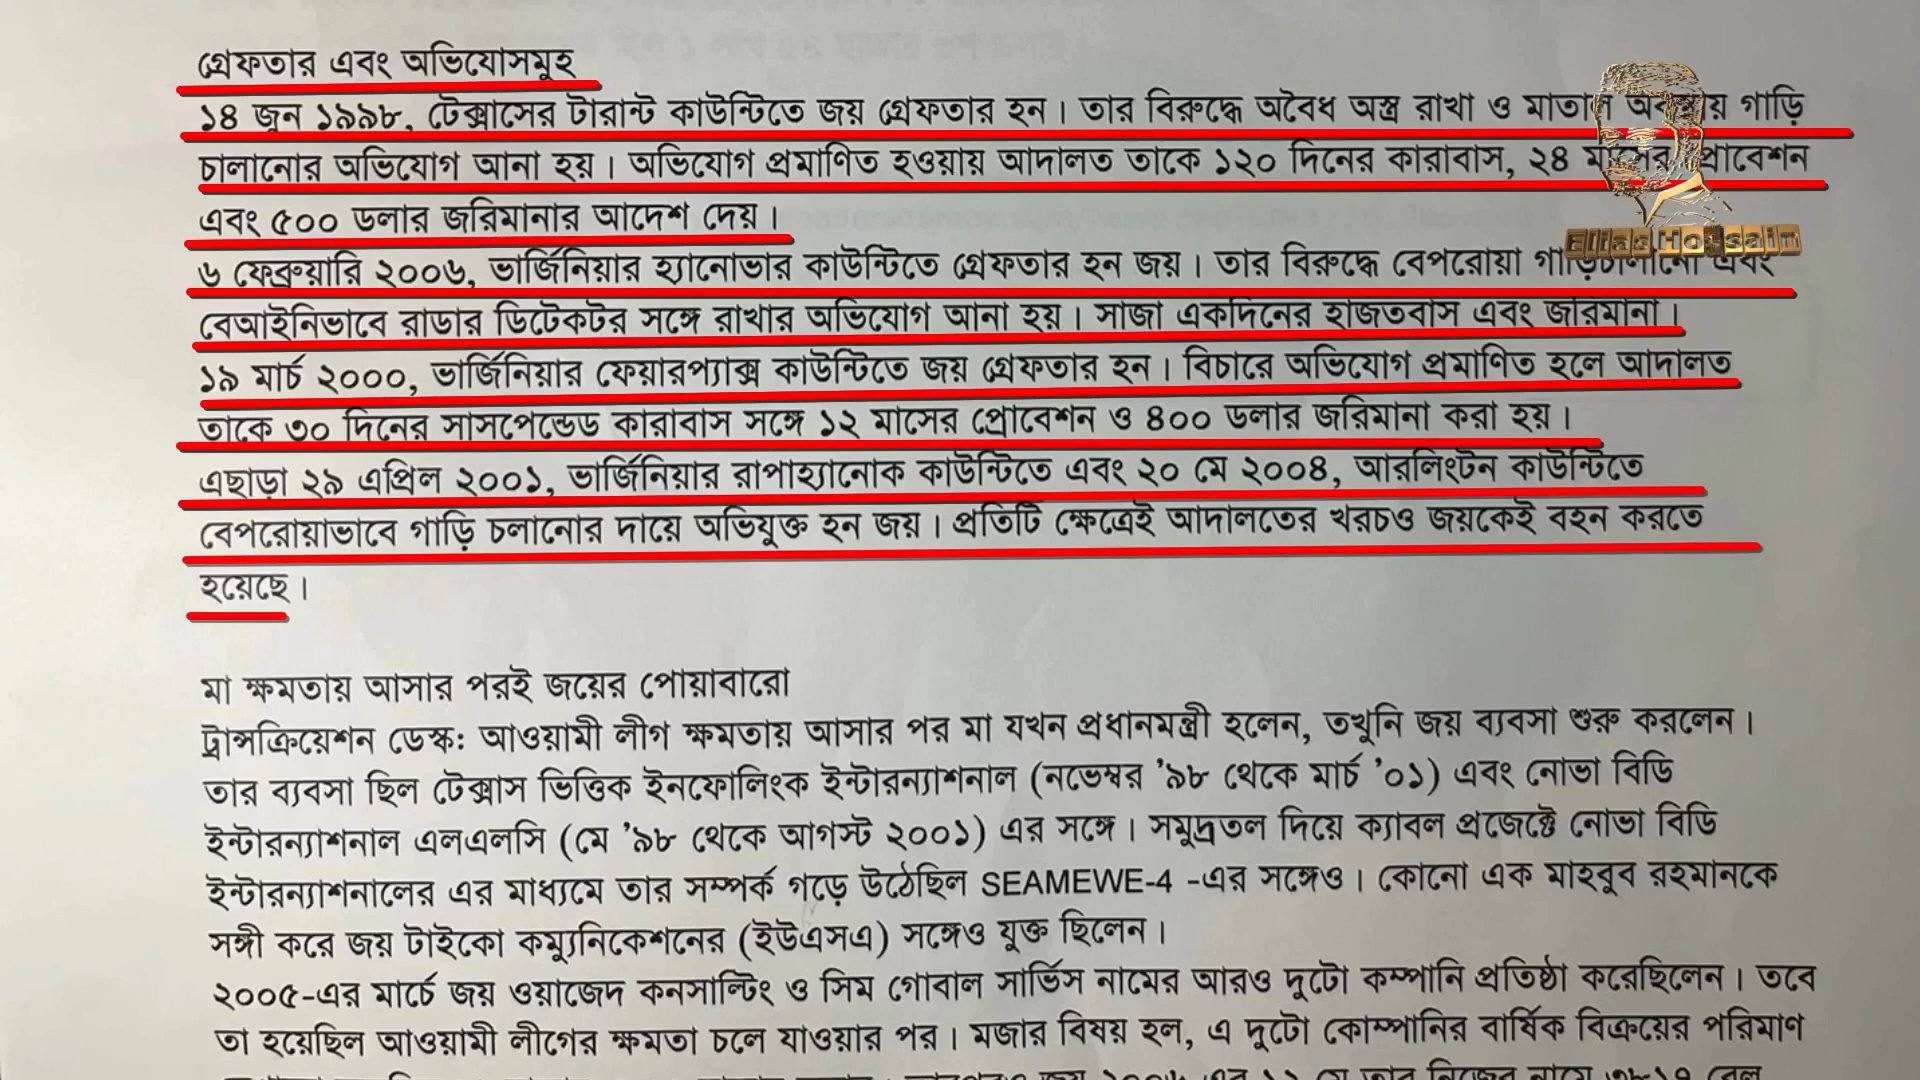 গ্রেফতার এবং অভিযোসমুহ
১৪ জুন ১৯৯৮, টেক্সাসের টারান্ট কাউন্টিতে জয় গ্রেফতার হন। তার বিরুদ্ধে অবৈধ অস্ত্র রাখা ও মাতাল অবস্থায় গাড়ি
চালানোর অভিযোগ আনা হয়। অভিযোগ প্রমাণিত হওয়ায় আদালত তাকে ১২০ দিনের কারাবাস, ২৪ মাসের প্রোবেশন
এবং ৫০০ ডলার জরিমানার আদেশ দেয়।
Elias Hossain
৬ ফেব্রুয়ারি ২০০৬, ভার্জিনিয়ার হ্যানোভার কাউন্টিতে গ্রেফতার হন জয়। তার বিরুদ্ধে বেপরোয়া গাড়িচালানো এবং
বেআইনিভাবে রাডার ডিটেকটর সঙ্গে রাখার অভিযোগ আনা হয়। সাজা একদিনের হাজতবাস এবং জরিমানা।
১৯ মার্চ ২০০০, ভার্জিনিয়ার ফেয়ারপ্যাক্স কাউন্টিতে জয় গ্রেফতার হন। বিচারে অভিযোগ প্রমাণিত হলে আদালত
তাকে ৩০ দিনের সাসপেন্ডেড কারাবাস সঙ্গে ১২ মাসের প্রোবেশন ও ৪০০ ডলার জরিমানা করা হয়।
এছাড়া ২৯ এপ্রিল ২০০১, ভার্জিনিয়ার রাপাহ্যানোক কাউন্টিতে এবং ২০ মে ২০০৪, আরলিংটন কাউন্টিতে
বেপরোয়াভাবে গাড়ি চলানোর দায়ে অভিযুক্ত হন জয়। প্রতিটি ক্ষেত্রেই আদালতের খরচও জয়কেই বহন করতে
হয়েছে।
মা ক্ষমতায় আসার পরই জয়ের পোয়াবারো
ট্রান্সক্রিয়েশন ডেস্ক: আওয়ামী লীগ ক্ষমতায় আসার পর মা যখন প্রধানমন্ত্রী হলেন, তখুনি জয় ব্যবসা শুরু করলেন।
তার ব্যবসা ছিল টেক্সাস ভিত্তিক ইনফোলিংক ইন্টারন্যাশনাল (নভেম্বর ’৯৮ থেকে মার্চ ’০১) এবং নোভা বিডি
ইন্টারন্যাশনাল এলএলসি (মে ’৯৮ থেকে আগস্ট ২০০১) এর সঙ্গে। সমুদ্রতল দিয়ে ক্যাবল প্রজেক্টে নোভা বিডি
ইন্টারন্যাশনালের এর মাধ্যমে তার সম্পর্ক গড়ে উঠেছিল SEAMEWE-4 -এর সঙ্গেও। কোনো এক মাহবুব রহমানকে
সঙ্গী করে জয় টাইকো কম্যুনিকেশনের (ইউএসএ) সঙ্গেও যুক্ত ছিলেন।
২০০৫-এর মার্চে জয় ওয়াজেদ কনসাল্টিং ও সিম গোবাল সার্ভিস নামের আরও দুটো কম্পানি প্রতিষ্ঠা করেছিলেন। তবে
তা হয়েছিল আওয়ামী লীগের ক্ষমতা চলে যাওয়ার পর। মজার বিষয় হল, এ দুটো কোম্পানির বার্ষিক বিক্রয়ের পরিমাণ